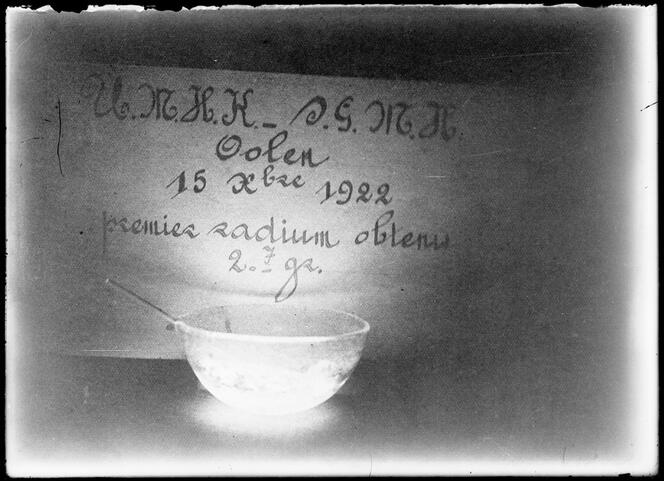 U.M.H.K. - S.G.M.H.
Oolen
15 Xbre 1922
premier radium obtenu
2.7 gr.